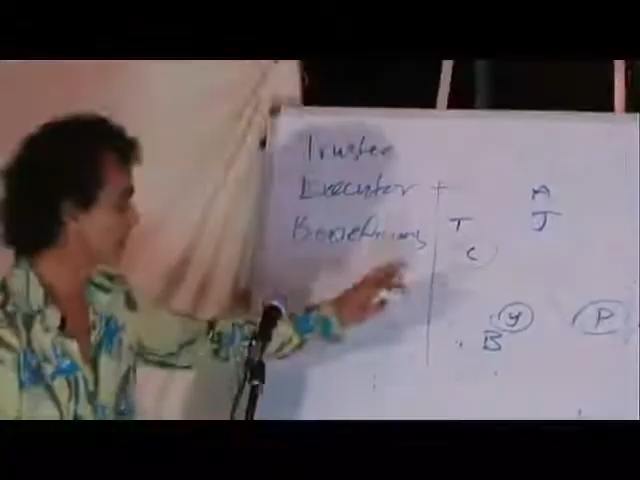 Trustee
Executor +
Beneficiary
A
T J
C
y P
B